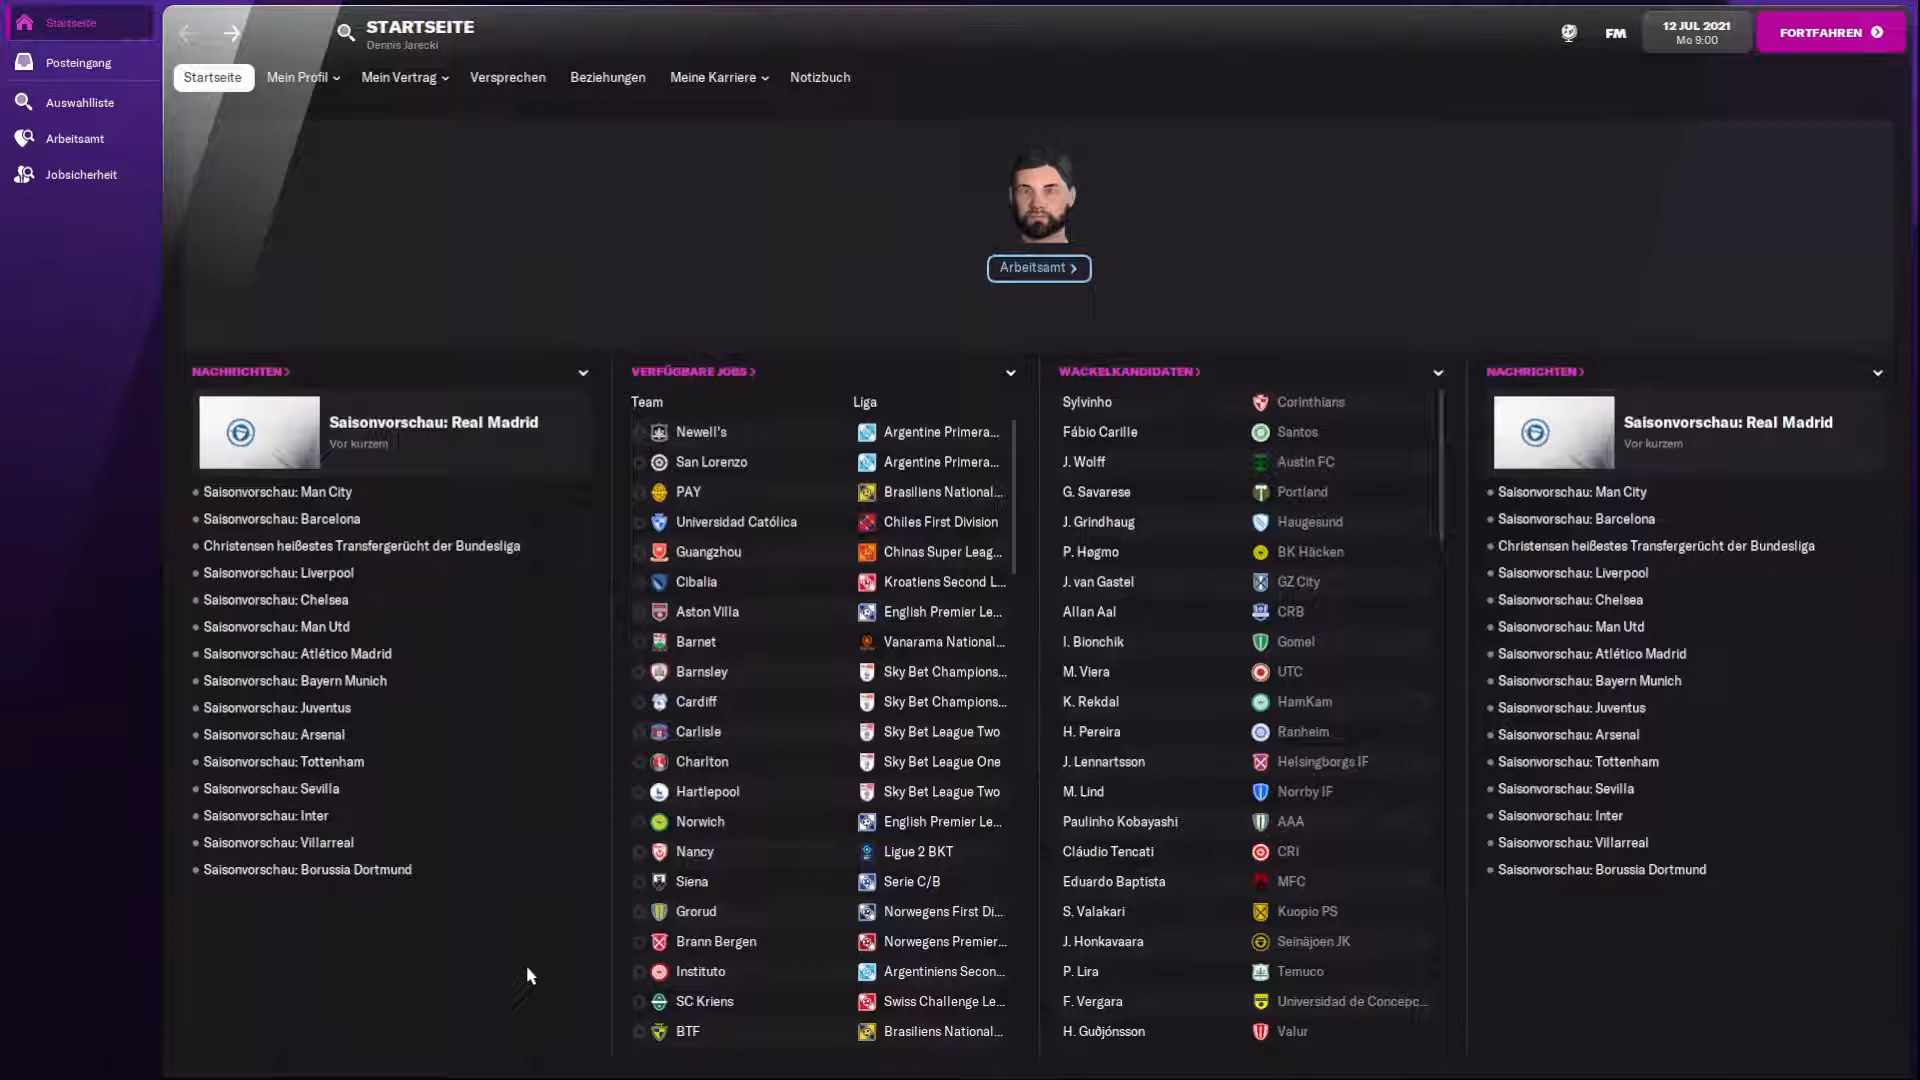 Startseite
Posteingang
Auswahlliste
Arbeitsamt
Jobsicherheit
STARTSEITE
Dennis Jarecki
FM
12 JUL 2021
Mo 9:00
FORTFAHREN
Startseite
Mein Profil
Mein Vertrag
Versprechen
Beziehungen
Meine Karriere
Notizbuch
Arbeitsamt
NACHRICHTEN
Saisonvorschau: Real Madrid
Vor kurzem
Saisonvorschau: Man City
Saisonvorschau: Barcelona
Christensen heißestes Transfergerücht der Bundesliga
Saisonvorschau: Liverpool
Saisonvorschau: Chelsea
Saisonvorschau: Man Utd
Saisonvorschau: Atlético Madrid
Saisonvorschau: Bayern Munich
Saisonvorschau: Juventus
Saisonvorschau: Arsenal
Saisonvorschau: Tottenham
Saisonvorschau: Sevilla
Saisonvorschau: Inter
Saisonvorschau: Villarreal
Saisonvorschau: Borussia Dortmund
VERFÜGBARE JOBS
Team Liga
Newell's Argentine Primera...
San Lorenzo Argentine Primera...
PAY Brasiliens National...
Universidad Católica Chiles First Division
Guangzhou Chinas Super Leag...
Cibalia Kroatiens Second L...
Aston Villa English Premier Le...
Barnet Vanarama National...
Barnsley Sky Bet Champions...
Cardiff Sky Bet Champions...
Carlisle Sky Bet League Two
Charlton Sky Bet League One
Hartlepool Sky Bet League Two
Norwich English Premier Le...
Nancy Ligue 2 BKT
Siena Serie C/B
Grorud Norwegens First Di...
Brann Bergen Norwegens Premier...
Instituto Argentiniens Secon...
SC Kriens Swiss Challenge Le...
BTF Brasiliens National...
WACKELKANDIDATEN
Sylvinho Corinthians
Fábio Carille Santos
J. Wolff Austin FC
G. Savarese Portland
J. Grindhaug Haugesund
P. Høgmo BK Häcken
J. van Gastel GZ City
Allan Aal CRB
I. Bionchik Gomel
M. Viera UTC
K. Rekdal HamKam
H. Pereira Ranheim
J. Lennartsson Helsingborgs IF
M. Lind Norrby IF
Paulinho Kobayashi AAA
Cláudio Tencati CRI
Eduardo Baptista MFC
S. Valakari Kuopio PS
J. Honkavaara Seinäjoen JK
P. Lira Temuco
F. Vergara Universidad de Concepc...
H. Guðjónsson Valur
NACHRICHTEN
Saisonvorschau: Real Madrid
Vor kurzem
Saisonvorschau: Man City
Saisonvorschau: Barcelona
Christensen heißestes Transfergerücht der Bundesliga
Saisonvorschau: Liverpool
Saisonvorschau: Chelsea
Saisonvorschau: Man Utd
Saisonvorschau: Atlético Madrid
Saisonvorschau: Bayern Munich
Saisonvorschau: Juventus
Saisonvorschau: Arsenal
Saisonvorschau: Tottenham
Saisonvorschau: Sevilla
Saisonvorschau: Inter
Saisonvorschau: Villarreal
Saisonvorschau: Borussia Dortmund